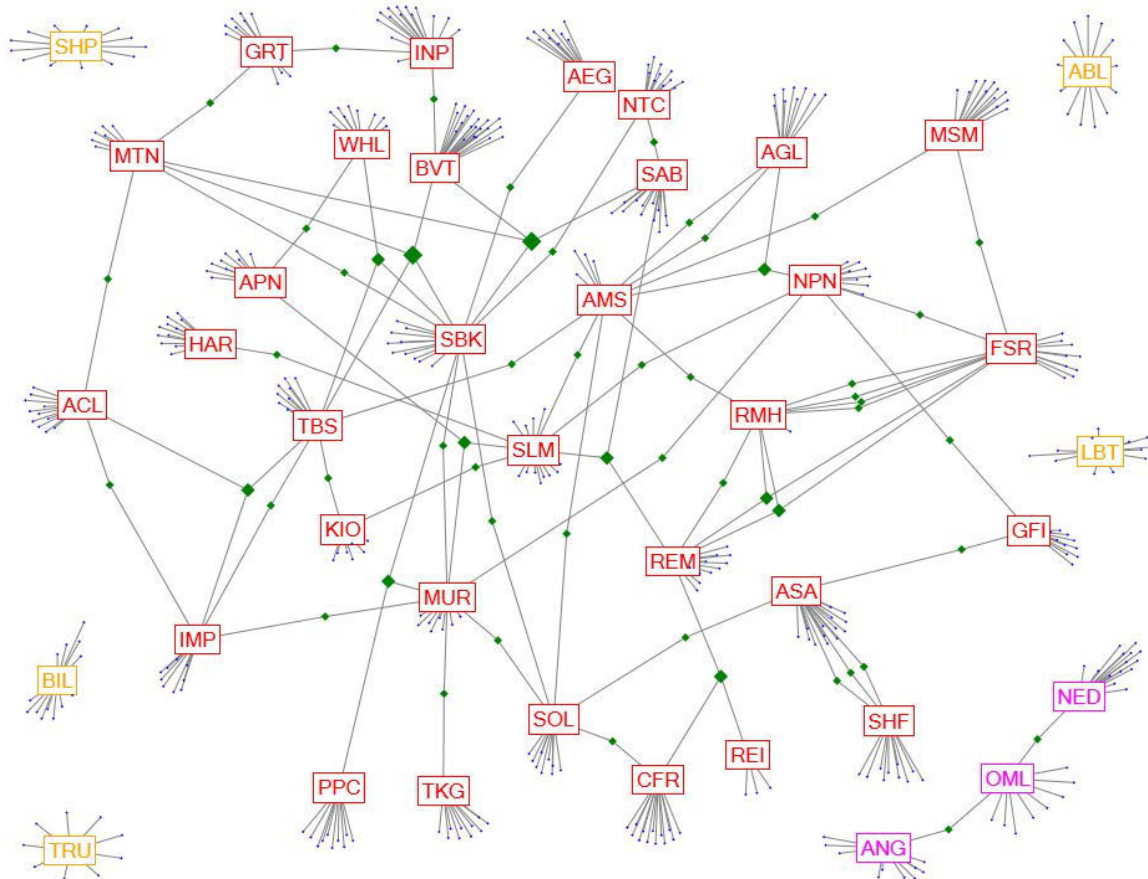 SHP
GRT
INP
AEG
ABL
NTC
MSM
WHL
MTN
BVT
AGL
SAB
APN
NPN
AMS
HAR
SBK
FSR
ACL
TBS
RMH
SLM
LBT
KIO
GFI
REM
ASA
MUR
IMP
BIL
NED
SOL
SHF
REI
OML
PPC
TKG
CFR
TRU
ANG